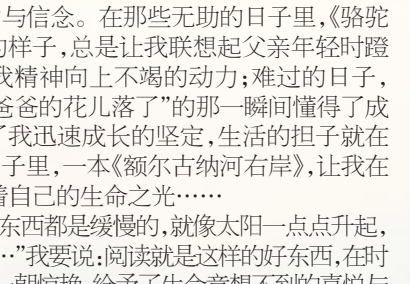 与信念。在那些无助的日子里，《骆驼
的样子，总是让我联想起父亲年轻时蹬
我精神向上不竭的动力；难过的日子，
爸爸的花儿落了”的那一瞬间懂得了成
了我迅速成长的坚定，生活的担子就在
子里，一本《额尔古纳河右岸》，让我在
着自己的生命之光……
东西都是缓慢的，就像太阳一点点升起，
…”我要说：阅读就是这样的好东西，在时
一朝惊艳，给予了生命意想不到的喜悦与